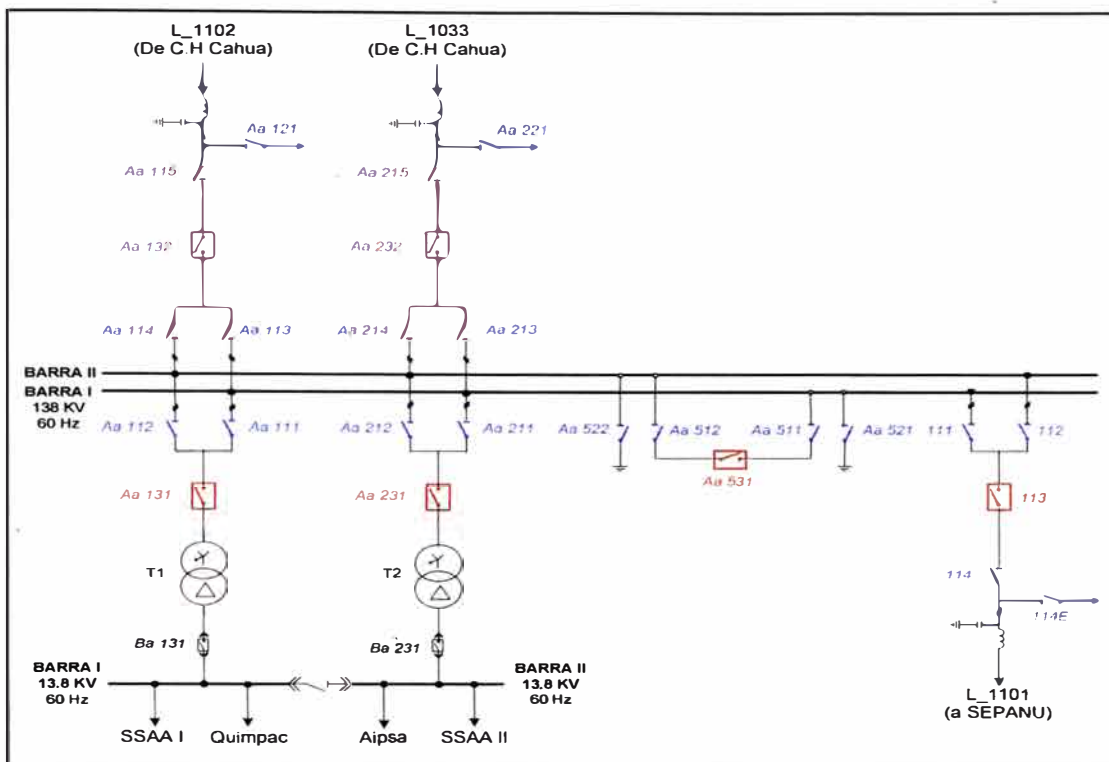 L_1102
(De C.H Cahua)
L_1033
(De C.H Cahua)
Aa 121
Aa 221
Aa 115
Aa 215
Aa 132
Aa 232
Aa 114
Aa 113
Aa 214
Aa 213
BARRA II
BARRA I
138 KV
60 Hz
Aa 112
Aa 111
Aa 212
Aa 211
Aa 522
Aa 512
Aa 511
Aa 521
111
112
Aa 531
Aa 131
Aa 231
113
T1
T2
114
114E
Ba 131
Ba 231
BARRA I
13.8 KV
60 Hz
BARRA II
13.8 KV
60 Hz
L_1101
(a SEPANU)
SSAA I
Quimpac
Aipsa
SSAA II